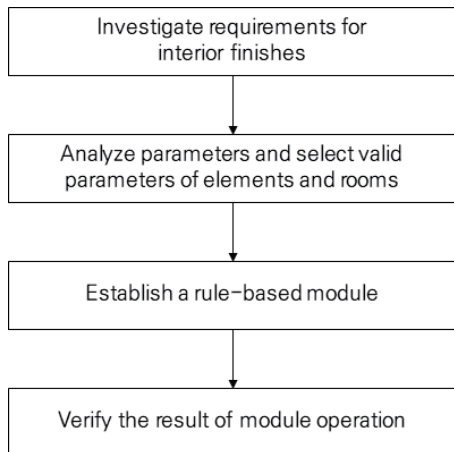 Investigate requirements for
interior finishes
Analyze parameters and select valid
parameters of elements and rooms
Establish a rule-based module
Verify the result of module operation